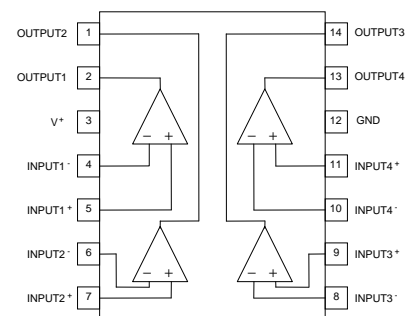 OUTPUT2 1 14 OUTPUT3
OUTPUT1 2 13 OUTPUT4
V+ 3 12 GND
- + - +
INPUT1- 4 11 INPUT4+
INPUT1+ 5 10 INPUT4-
INPUT2- 6 9 INPUT3+
- + - +
INPUT2+ 7 8 INPUT3-